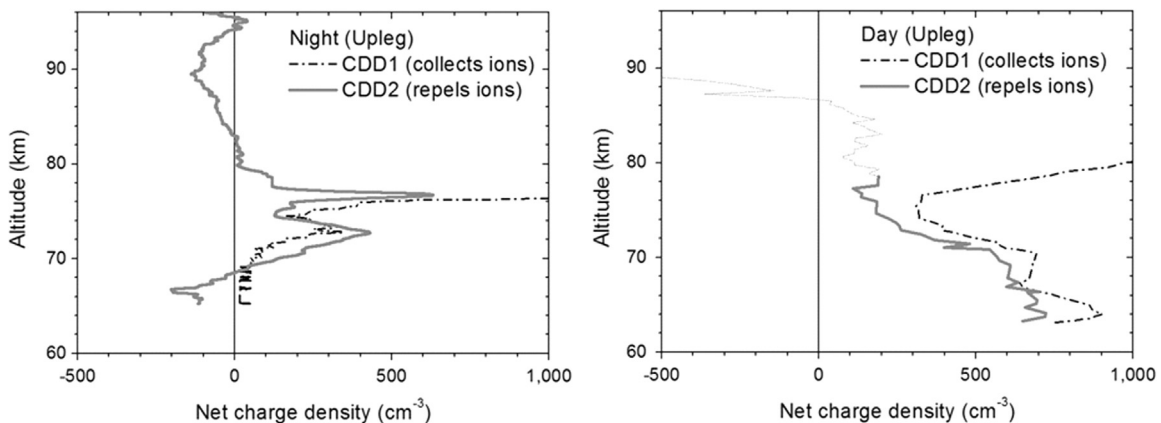 Night (Upleg)
CDD1 (collects ions)
CDD2 (repels ions)
90
80
70
60
Altitude (km)
-500
0
500
1,000
Net charge density (cm⁻³)
Day (Upleg)
CDD1 (collects ions)
CDD2 (repels ions)
90
80
70
60
Altitude (km)
-500
0
500
1,000
Net charge density (cm⁻³)